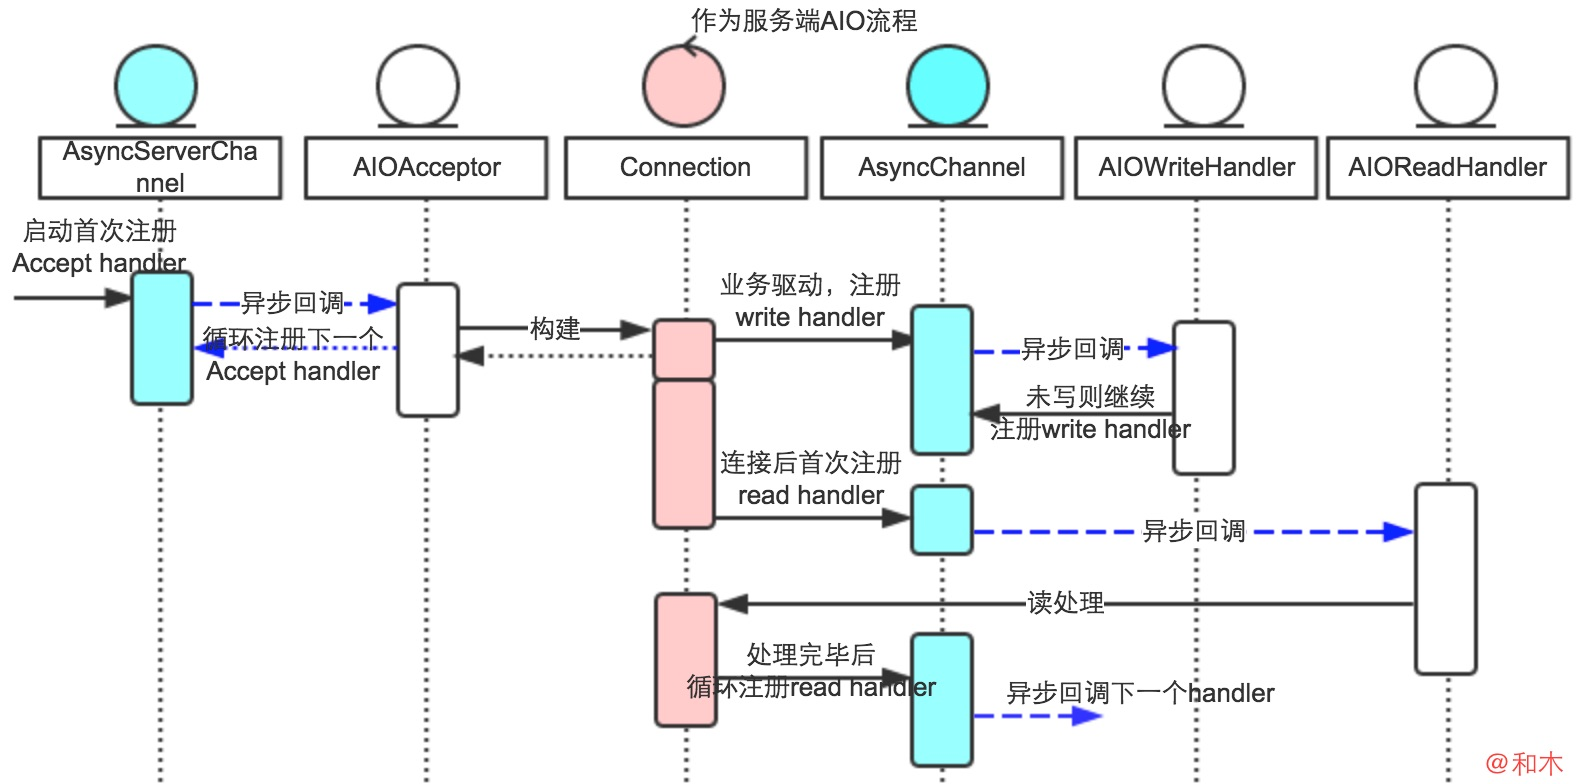 作为服务端AIO流程
AsyncServerCha
nnel
AIOAcceptor
Connection
AsyncChannel
AIOWriteHandler
AIOReadHandler
启动首次注册
Accept handler
异步回调
循环注册下一个
Accept handler
构建
业务驱动，注册
write handler
异步回调
未写则继续
注册write handler
连接后首次注册
read handler
异步回调
读处理
处理完毕后
循环注册read handler
异步回调下一个handler
@和木